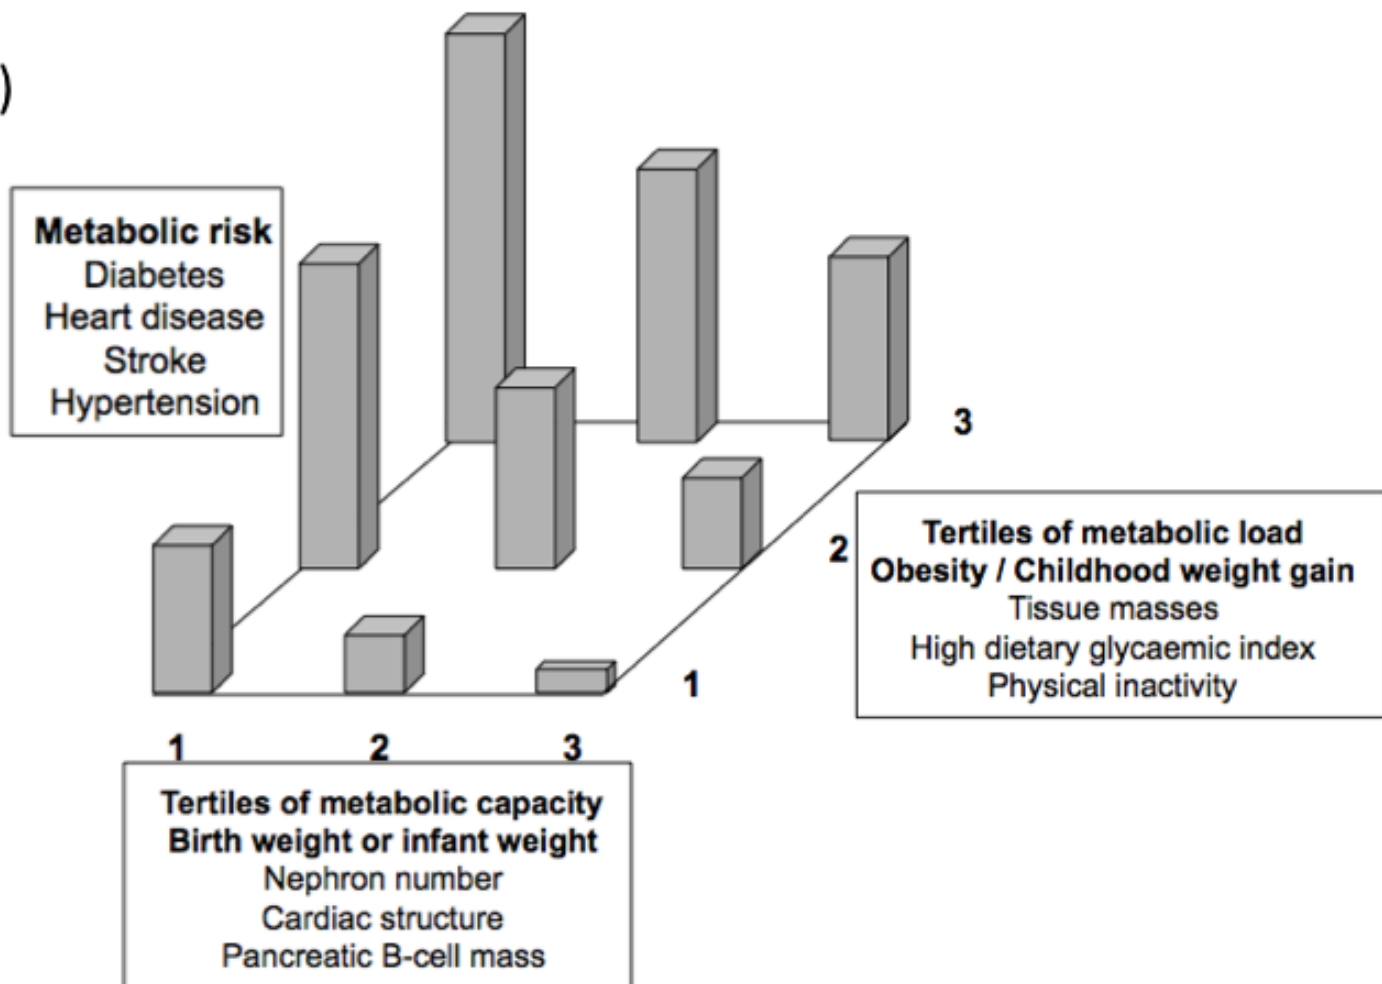 )
Metabolic risk
Diabetes
Heart disease
Stroke
Hypertension
3
2
1
Tertiles of metabolic load
Obesity / Childhood weight gain
Tissue masses
High dietary glycaemic index
Physical inactivity
1 2 3
Tertiles of metabolic capacity
Birth weight or infant weight
Nephron number
Cardiac structure
Pancreatic B-cell mass